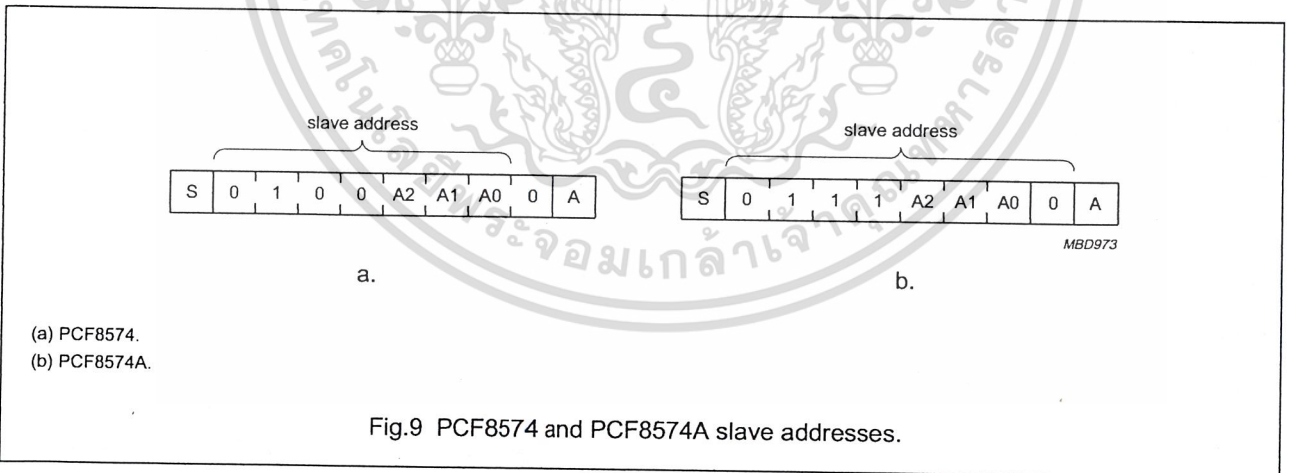 slave address
S 0 1 0 0 A2 A1 A0 0 A
a.
slave address
S 0 1 1 1 A2 A1 A0 0 A
MBD973
b.
(a) PCF8574.
(b) PCF8574A.
Fig.9 PCF8574 and PCF8574A slave addresses.